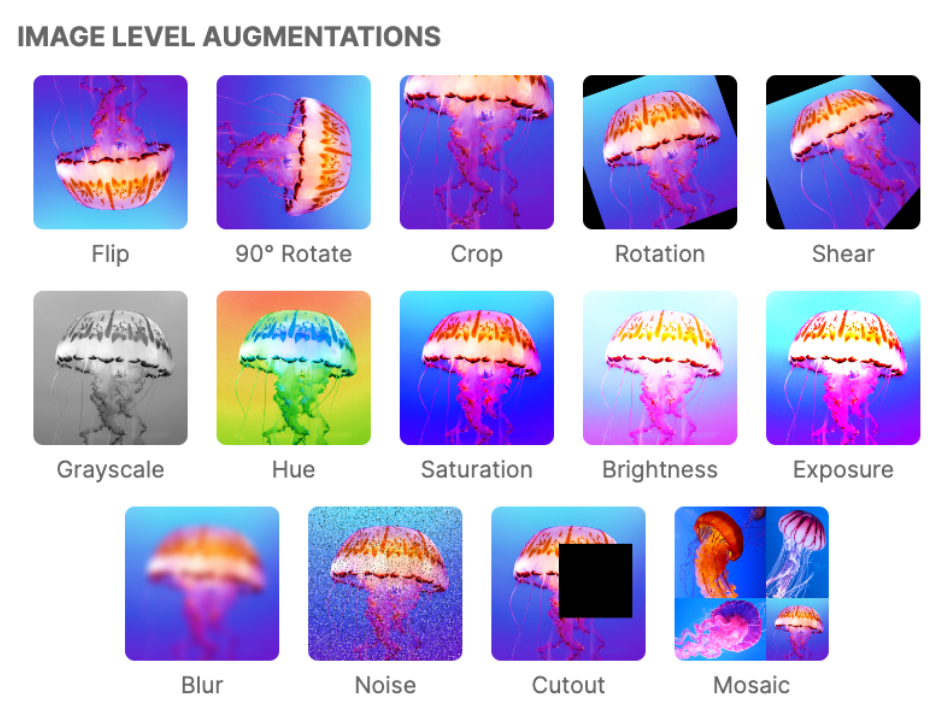 IMAGE LEVEL AUGMENTATIONS
Flip
90° Rotate
Crop
Rotation
Shear
Grayscale
Hue
Saturation
Brightness
Exposure
Blur
Noise
Cutout
Mosaic